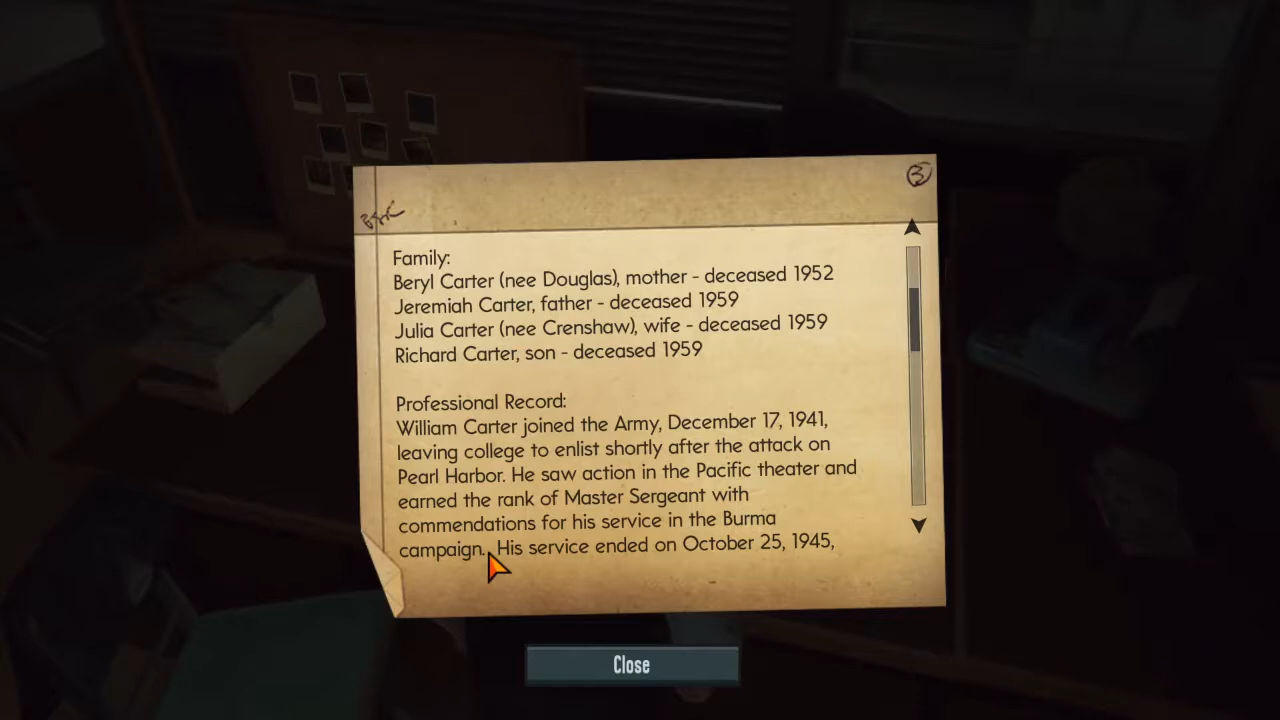 3
Family:
Beryl Carter (nee Douglas), mother - deceased 1952
Jeremiah Carter, father - deceased 1959
Julia Carter (nee Crenshaw), wife - deceased 1959
Richard Carter, son - deceased 1959
Professional Record:
William Carter joined the Army, December 17, 1941,
leaving college to enlist shortly after the attack on
Pearl Harbor. He saw action in the Pacific theater and
earned the rank of Master Sergeant with
commendations for his service in the Burma
campaign. His service ended on October 25, 1945,
Close